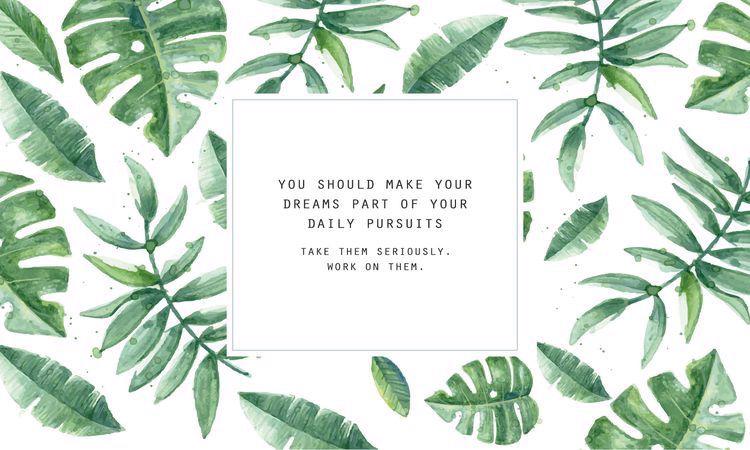 YOU SHOULD MAKE YOUR
DREAMS PART OF YOUR
DAILY PURSUITS
TAKE THEM SERIOUSLY.
WORK ON THEM.